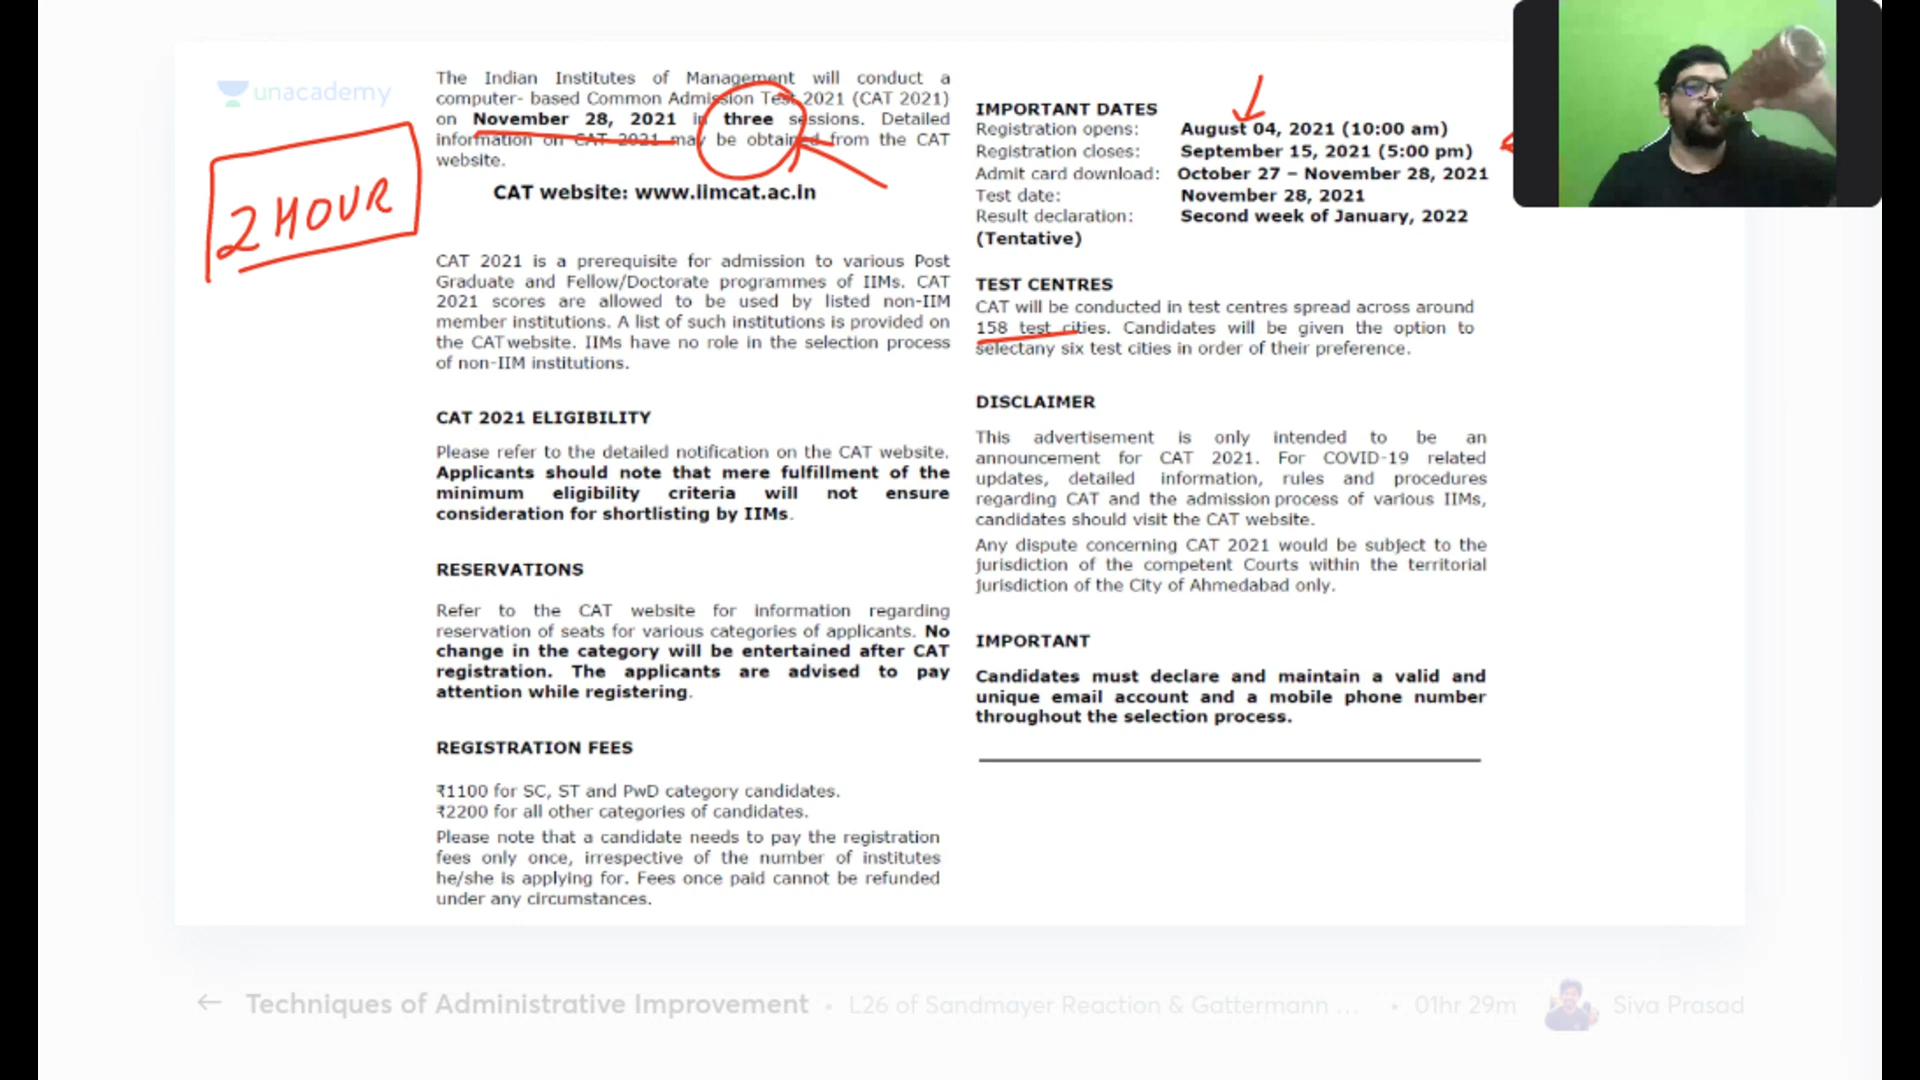 unacademy
2 HOUR
The Indian Institutes of Management will conduct a
computer- based Common Admission Test 2021 (CAT 2021)
on November 28, 2021 in three sessions. Detailed
information on CAT 2021 may be obtained from the CAT
website.
CAT website: www.iimcat.ac.in
CAT 2021 is a prerequisite for admission to various Post
Graduate and Fellow/Doctorate programmes of IIMs. CAT
2021 scores are allowed to be used by listed non-IIM
member institutions. A list of such institutions is provided on
the CATwebsite. IIMs have no role in the selection process
of non-IIM institutions.
CAT 2021 ELIGIBILITY
Please refer to the detailed notification on the CAT website.
Applicants should note that mere fulfillment of the
minimum eligibility criteria will not ensure
consideration for shortlisting by IIMs.
RESERVATIONS
Refer to the CAT website for information regarding
reservation of seats for various categories of applicants. No
change in the category will be entertained after CAT
registration. The applicants are advised to pay
attention while registering.
REGISTRATION FEES
₹1100 for SC, ST and PwD category candidates.
₹2200 for all other categories of candidates.
Please note that a candidate needs to pay the registration
fees only once, irrespective of the number of institutes
he/she is applying for. Fees once paid cannot be refunded
under any circumstances.
IMPORTANT DATES
Registration opens: August 04, 2021 (10:00 am)
Registration closes: September 15, 2021 (5:00 pm)
Admit card download: October 27 – November 28, 2021
Test date: November 28, 2021
Result declaration: Second week of January, 2022
(Tentative)
TEST CENTRES
CAT will be conducted in test centres spread across around
158 test cities. Candidates will be given the option to
selectany six test cities in order of their preference.
DISCLAIMER
This advertisement is only intended to be an
announcement for CAT 2021. For COVID-19 related
updates, detailed information, rules and procedures
regarding CAT and the admission process of various IIMs,
candidates should visit the CAT website.
Any dispute concerning CAT 2021 would be subject to the
jurisdiction of the competent Courts within the territorial
jurisdiction of the City of Ahmedabad only.
IMPORTANT
Candidates must declare and maintain a valid and
unique email account and a mobile phone number
throughout the selection process.
Techniques of Administrative Improvement • L26 of Sandmayer Reaction & Gattermann ... • 01hr 29m Siva Prasad